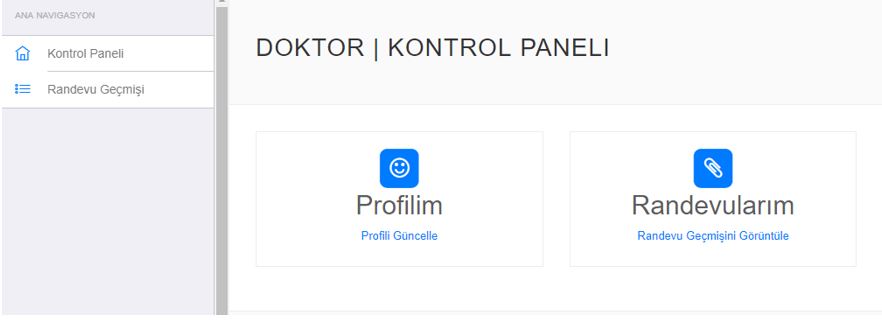 ANA NAVIGASYON
Kontrol Paneli
Randevu Geçmişi
DOKTOR | KONTROL PANELI
Profilim
Profili Güncelle
Randevularım
Randevu Geçmişini Görüntüle